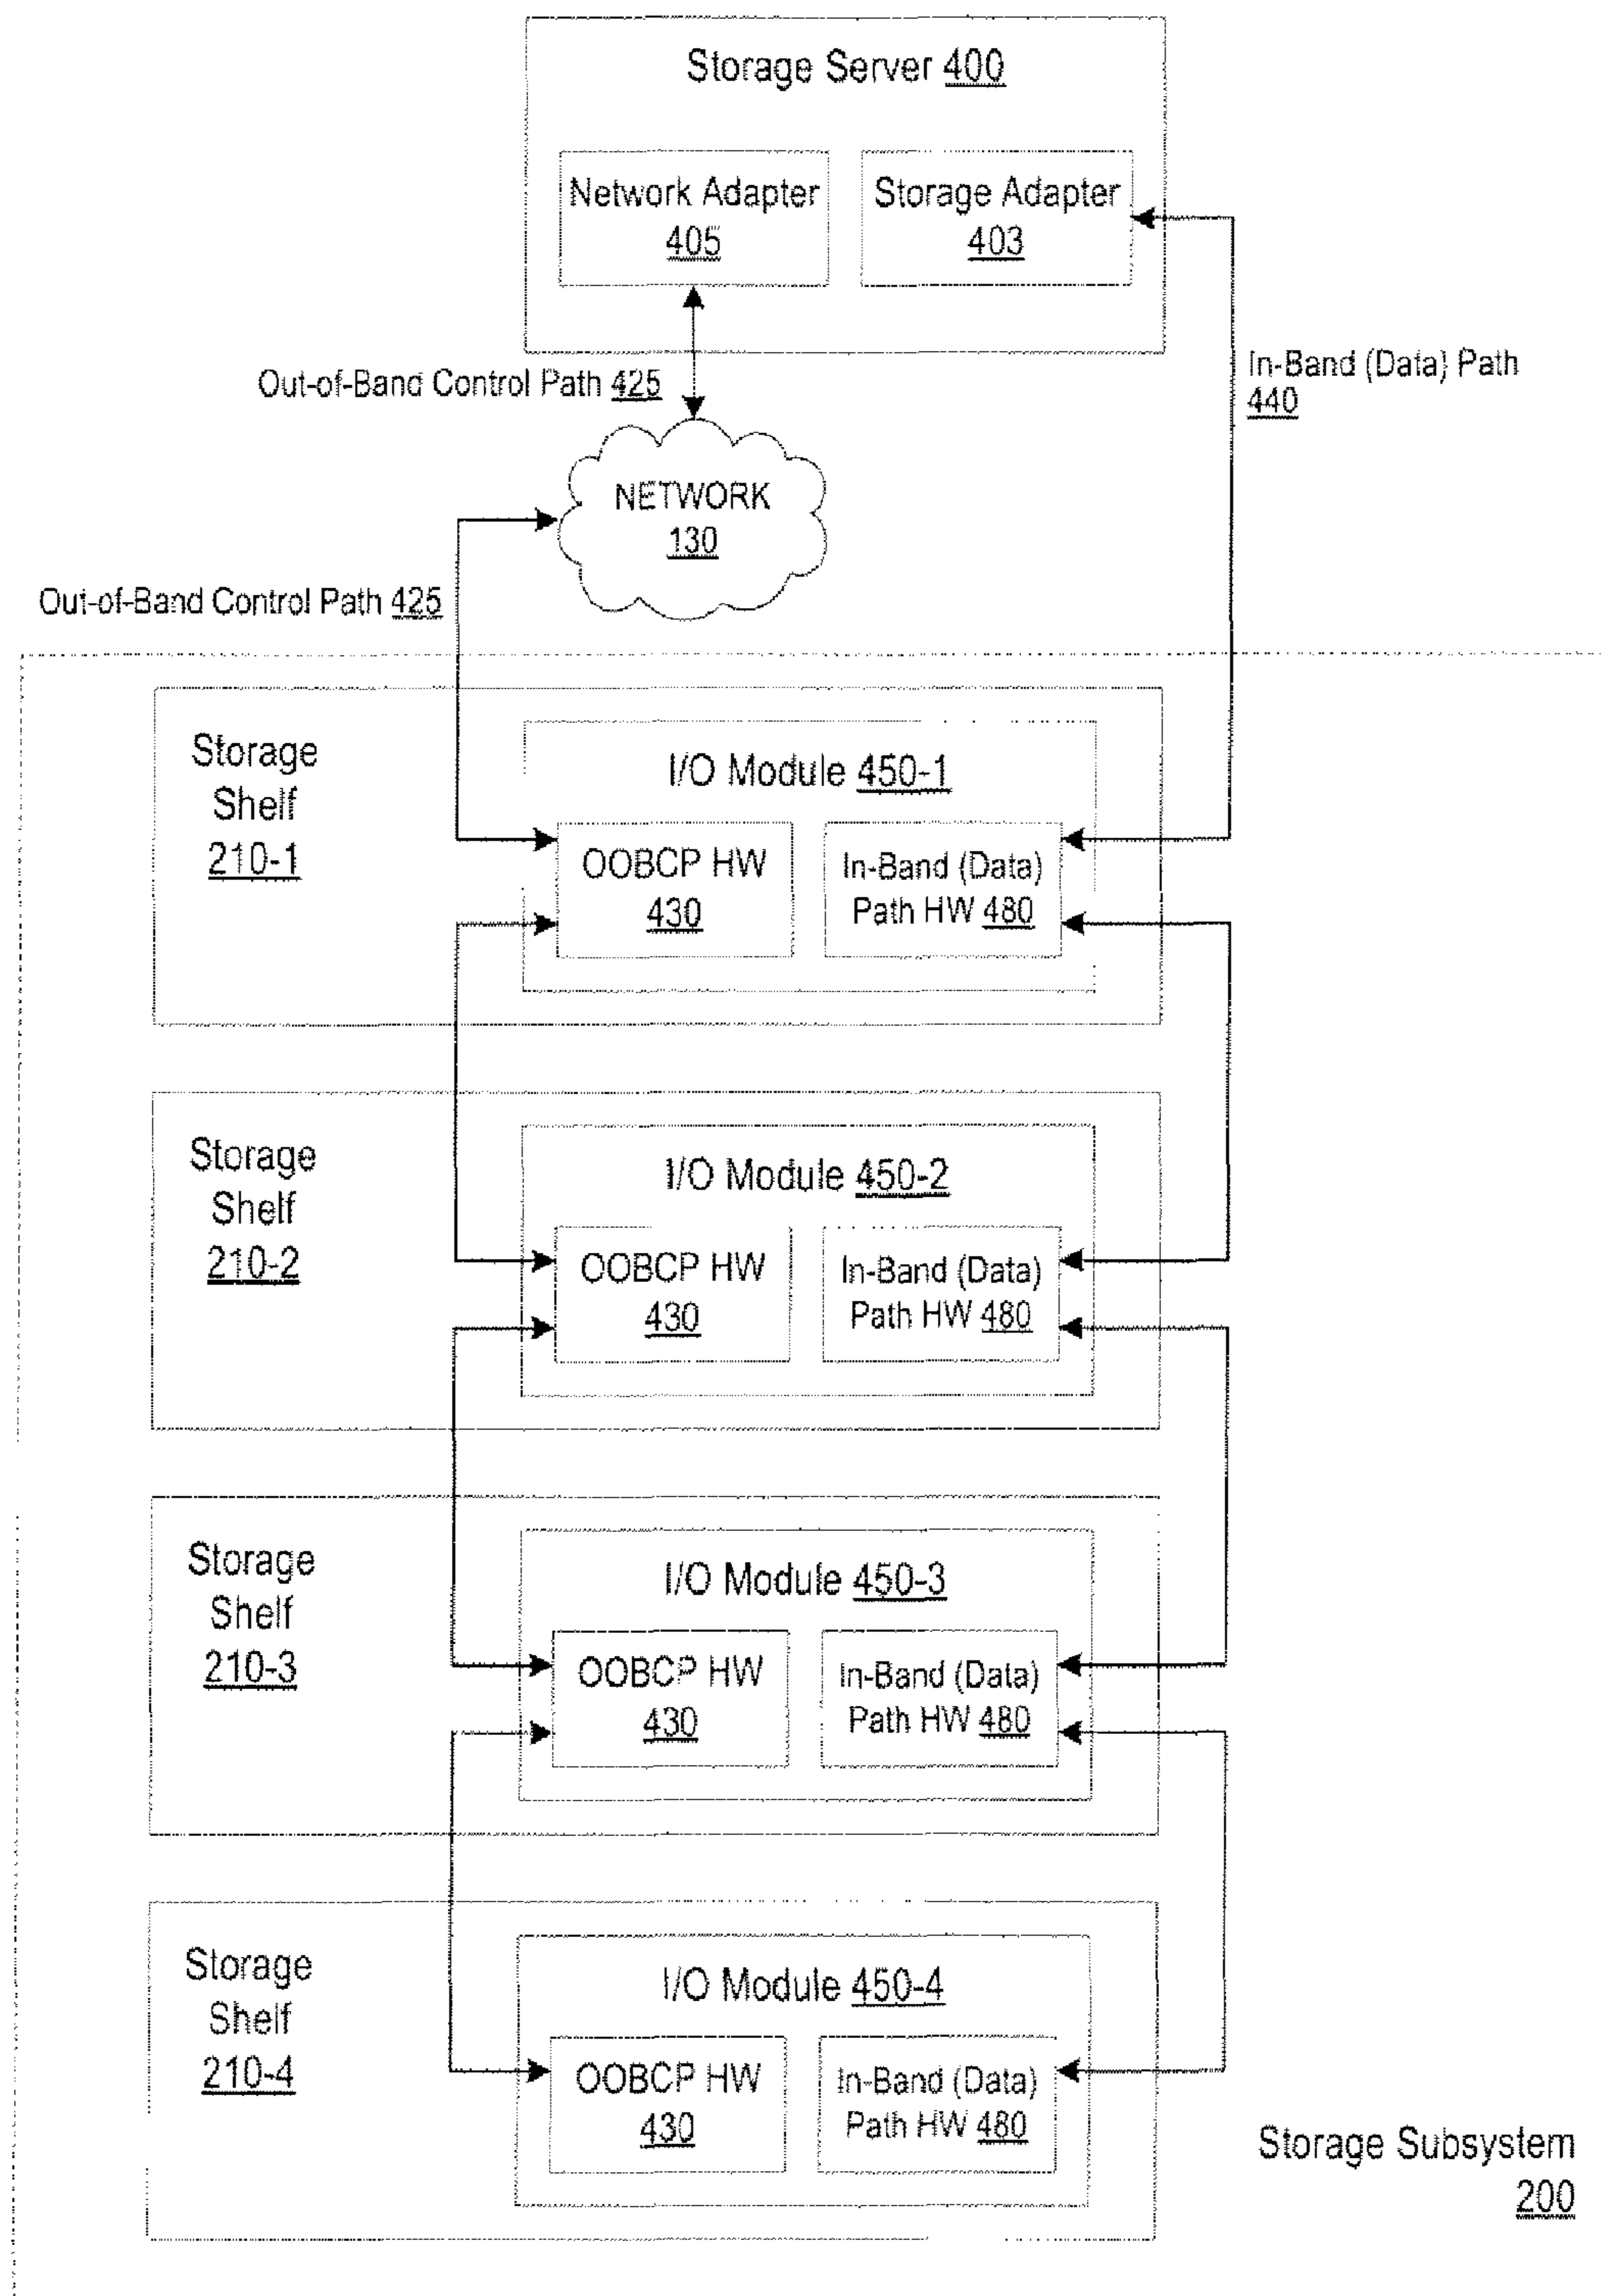 Storage Server 400
Network Adapter
405
Storage Adapter
403
Out-of-Band Control Path 425
In-Band (Data) Path
440
NETWORK
130
Out-of-Band Control Path 425
Storage
Shelf
210-1
I/O Module 450-1
OOBCP HW
430
In-Band (Data)
Path HW 480
Storage
Shelf
210-2
I/O Module 450-2
OOBCP HW
430
In-Band (Data)
Path HW 480
Storage
Shelf
210-3
I/O Module 450-3
OOBCP HW
430
In-Band (Data)
Path HW 480
Storage
Shelf
210-4
I/O Module 450-4
OOBCP HW
430
In-Band (Data)
Path HW 480
Storage Subsystem
200